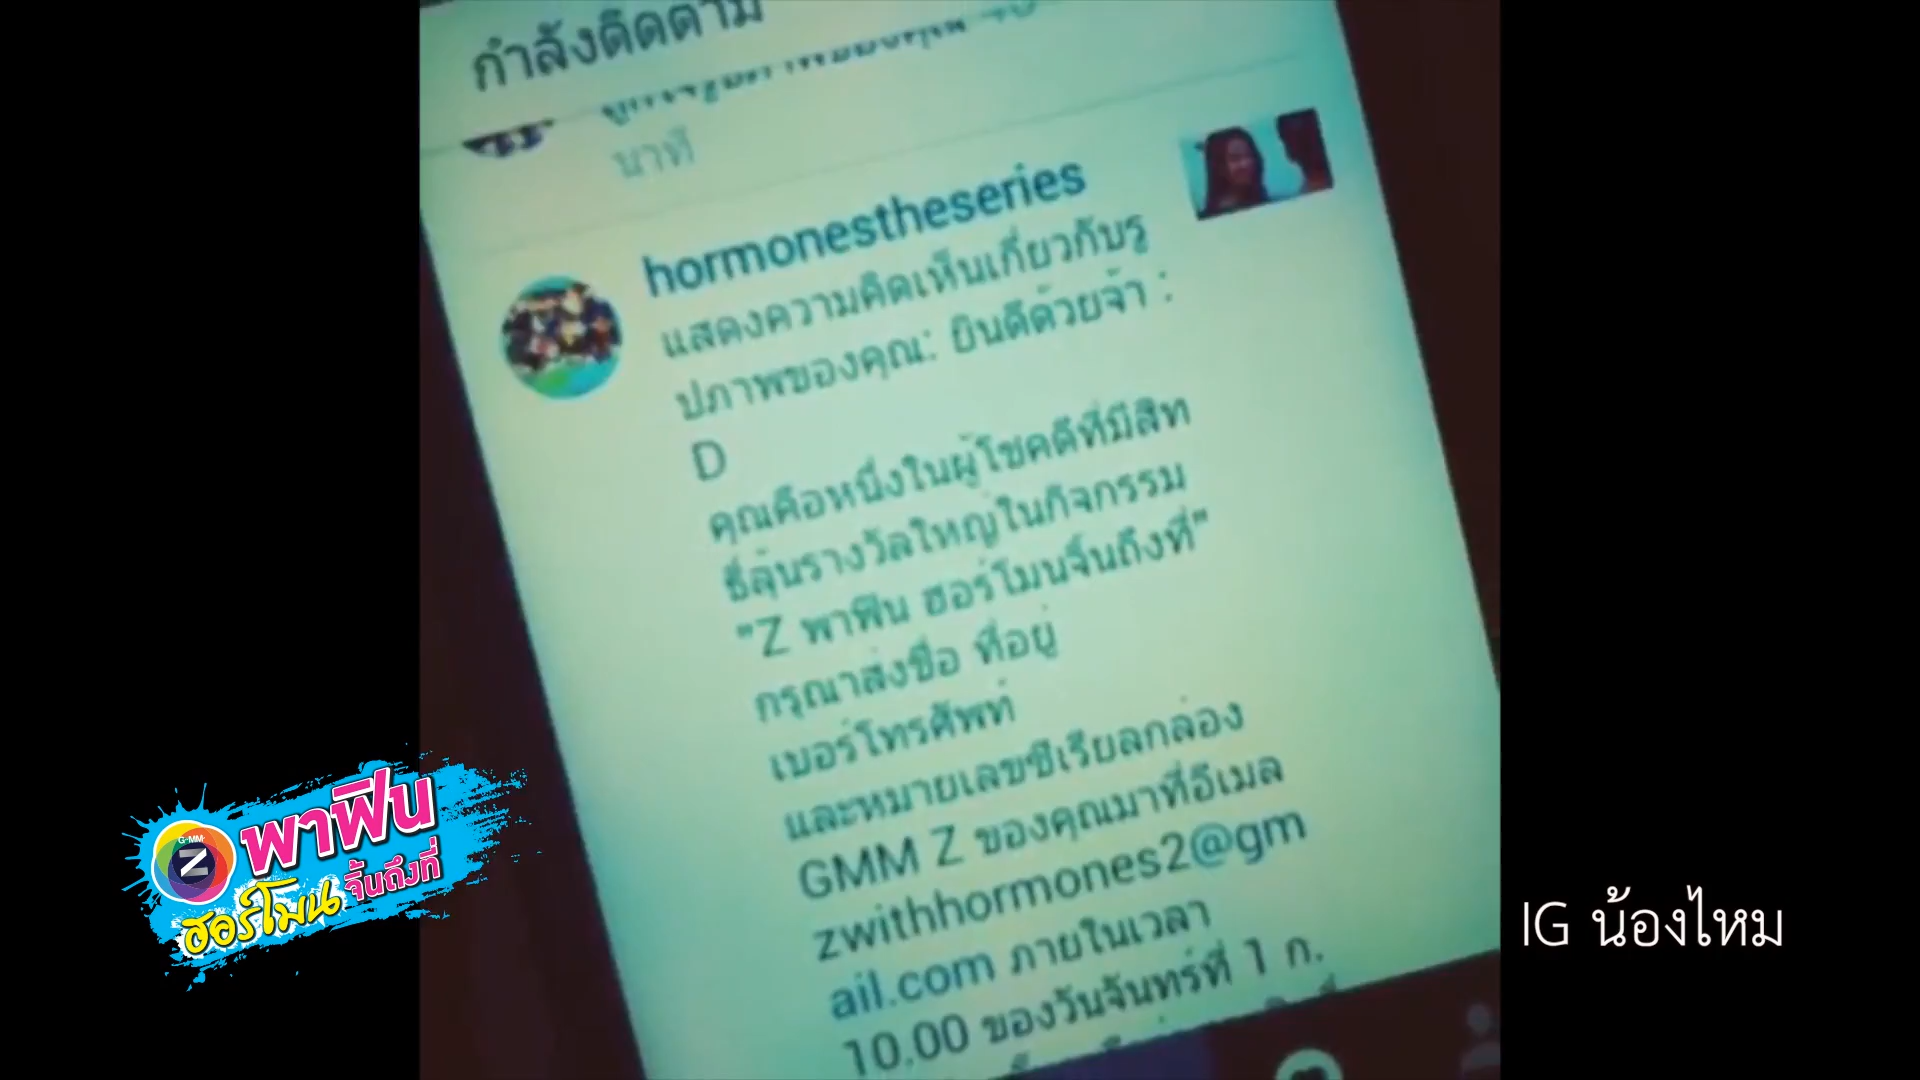 กำลังติดตาม
นาที
hormonestheseries
แสดงความคิดเห็นเกี่ยวกับรู
ปภาพของคุณ: ยินดีด้วยจ้า :
D
คุณคือหนึ่งในผู้โชคดีที่มีสิท
ธิ์ลุ้นรางวัลใหญ่ในกิจกรรม
"Z พาฟิน ฮอร์โมนจิ้นถึงที่"
กรุณาส่งชื่อ ที่อยู่
เบอร์โทรศัพท์
และหมายเลขซีเรียลกล่อง
GMM Z ของคุณมาที่อีเมล
zwithhormones2@gm
ail.com ภายในเวลา
10.00 ของวันจันทร์ที่ 1 ก.
G-MM-
Z
พาฟิน
ฮอร์โมน จิ้นถึงที่
IG น้องไหม